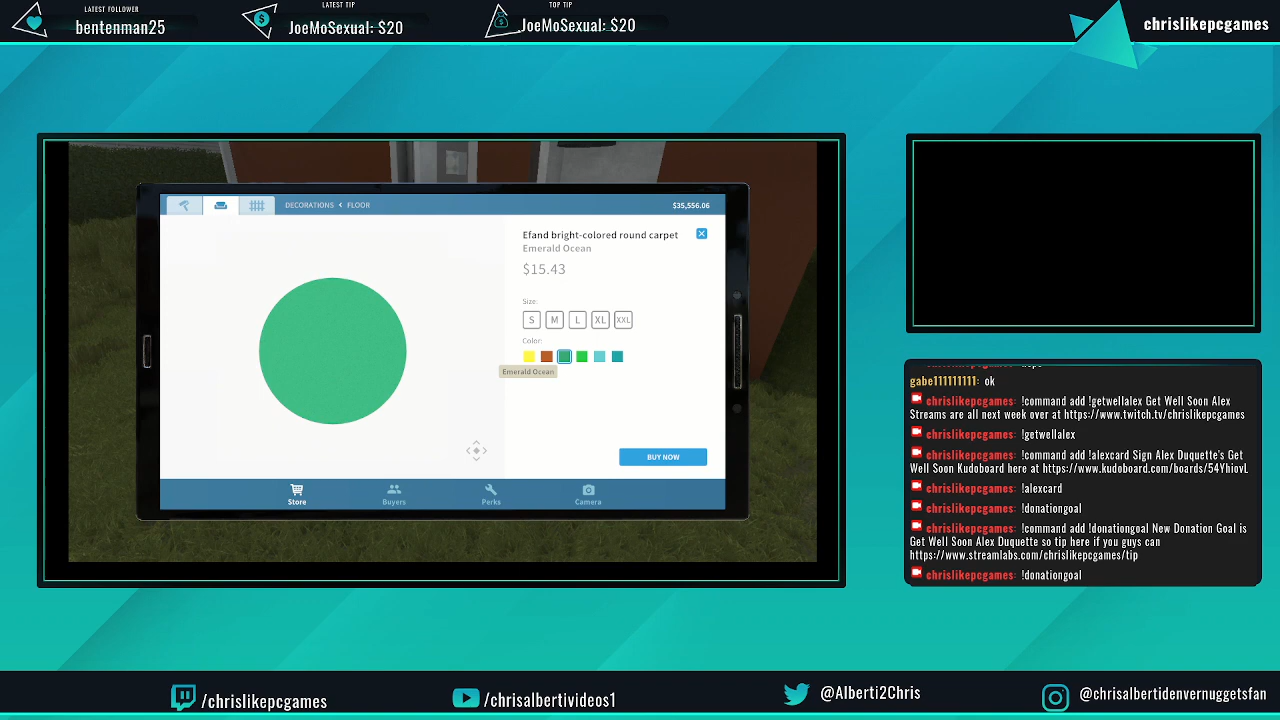 LATEST FOLLOWER
bentenman25
LATEST TIP
JoeMoSexual: $20
TOP TIP
JoeMoSexual: $20
chrislikepcgames
DECORATIONS < FLOOR
$35,556.06
Efand bright-colored round carpet
Emerald Ocean
$15.43
Size:
S M L XL XXL
Color:
Emerald Ocean
BUY NOW
Store Buyers Perks Camera
gabe111111111: ok
chrislikepcgames: !command add !getwellalex Get Well Soon Alex
Streams are all next week over at https://www.twitch.tv/chrislikepcgames
chrislikepcgames: !getwellalex
chrislikepcgames: !command add !alexcard Sign Alex Duquette's Get
Well Soon Kudoboard here at https://www.kudoboard.com/boards/54YhiovL
chrislikepcgames: !alexcard
chrislikepcgames: !donationgoal
chrislikepcgames: !command add !donationgoal New Donation Goal is
Get Well Soon Alex Duquette so tip here if you guys can
https://www.streamlabs.com/chrislikepcgames/tip
chrislikepcgames: !donationgoal
/chrislikepcgames
/chrisalbertivideos1
@Alberti2Chris
@chrisalbertidenvernuggetsfan